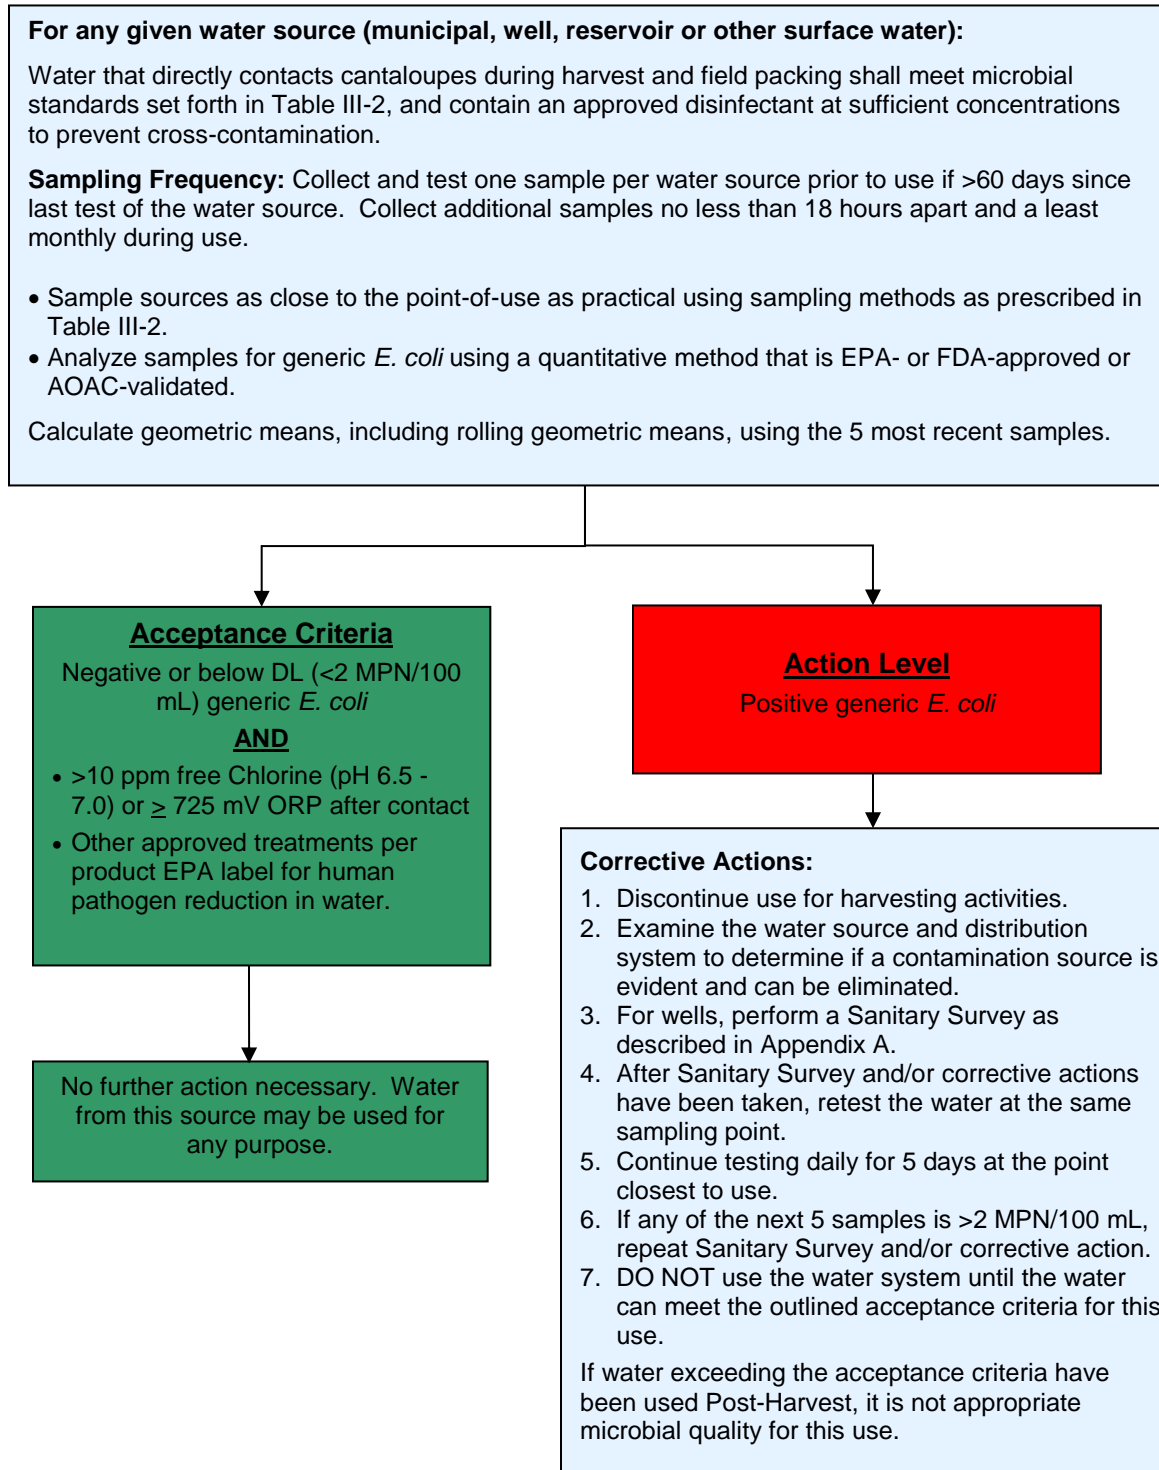 For any given water source (municipal, well, reservoir or other surface water):
Water that directly contacts cantaloupes during harvest and field packing shall meet microbial
standards set forth in Table III-2, and contain an approved disinfectant at sufficient concentrations
to prevent cross-contamination.
Sampling Frequency: Collect and test one sample per water source prior to use if >60 days since
last test of the water source.  Collect additional samples no less than 18 hours apart and a least
monthly during use.
• Sample sources as close to the point-of-use as practical using sampling methods as prescribed in
Table III-2.
• Analyze samples for generic E. coli using a quantitative method that is EPA- or FDA-approved or
AOAC-validated.
Calculate geometric means, including rolling geometric means, using the 5 most recent samples.
Acceptance Criteria
Negative or below DL (<2 MPN/100
mL) generic E. coli
AND
• >10 ppm free Chlorine (pH 6.5 -
7.0) or ≥ 725 mV ORP after contact
• Other approved treatments per
product EPA label for human
pathogen reduction in water.
No further action necessary.  Water
from this source may be used for
any purpose.
Action Level
Positive generic E. coli
Corrective Actions:
1. Discontinue use for harvesting activities.
2. Examine the water source and distribution
system to determine if a contamination source is
evident and can be eliminated.
3. For wells, perform a Sanitary Survey as
described in Appendix A.
4. After Sanitary Survey and/or corrective actions
have been taken, retest the water at the same
sampling point.
5. Continue testing daily for 5 days at the point
closest to use.
6. If any of the next 5 samples is >2 MPN/100 mL,
repeat Sanitary Survey and/or corrective action.
7. DO NOT use the water system until the water
can meet the outlined acceptance criteria for this
use.
If water exceeding the acceptance criteria have
been used Post-Harvest, it is not appropriate
microbial quality for this use.